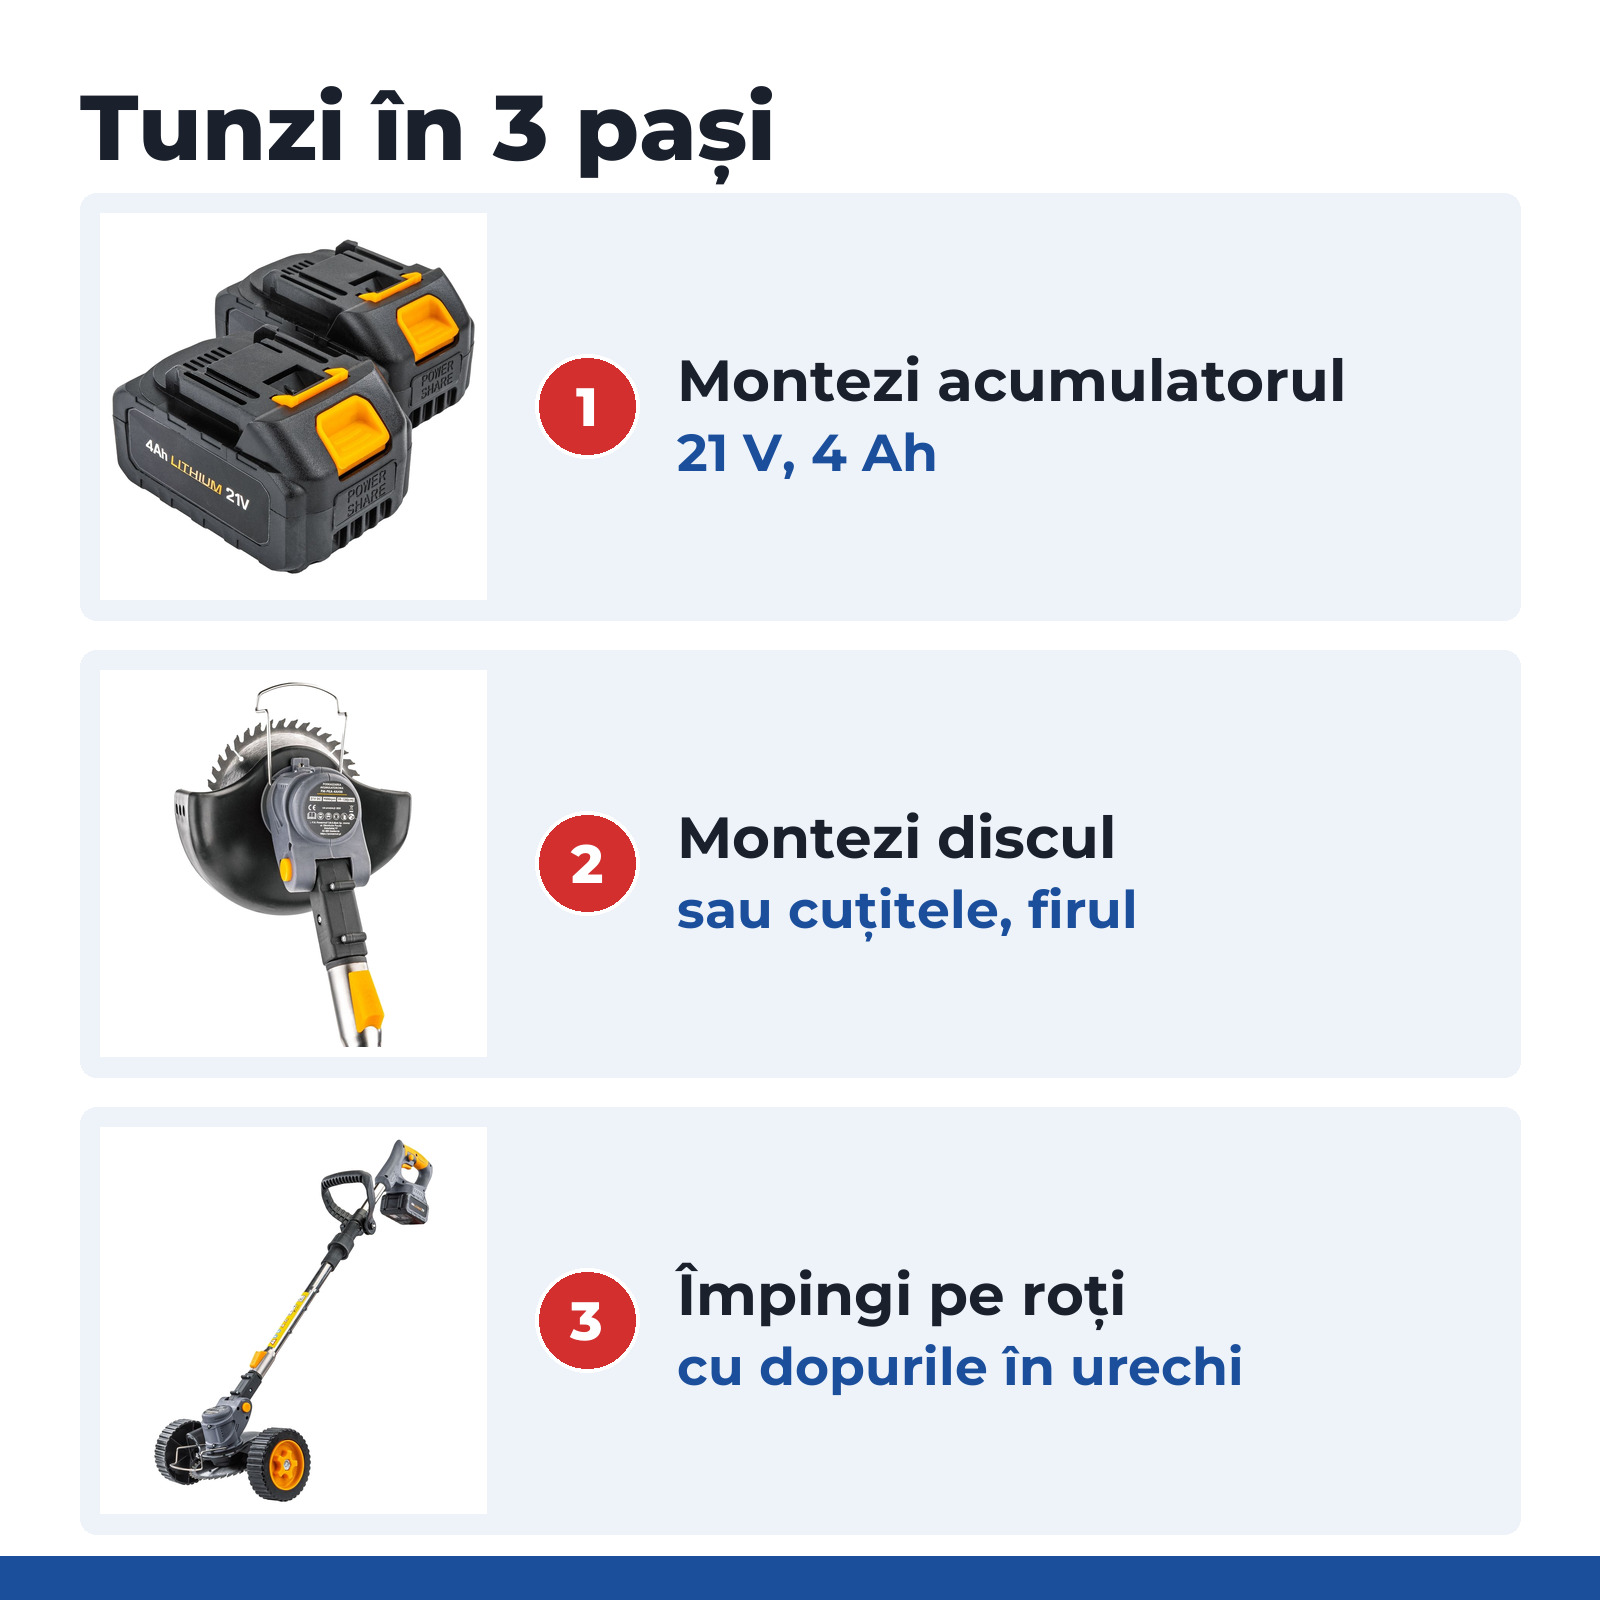 Tunzi în 3 pași
POWER
SHARE
4Ah LITHIUM 21V
POWER
SHARE
1
Montezi acumulatorul
21 V, 4 Ah
2
Montezi discul
sau cuțitele, firul
3
Împingi pe roți
cu dopurile în urechi